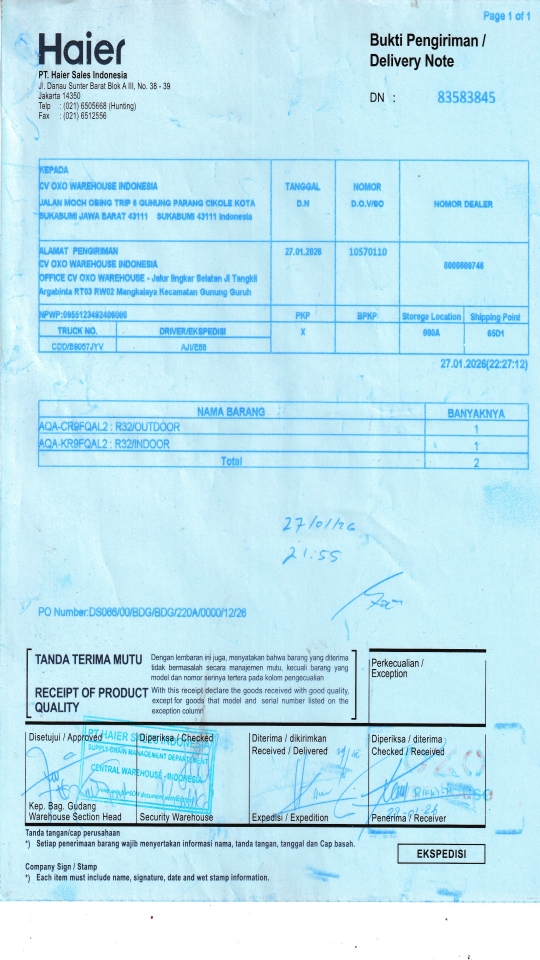 Page 1 of 1
Haier
Bukti Pengiriman /
Delivery Note
PT. Haier Sales Indonesia
Jl. Danau Sunter Barat Blok A III, No. 38 - 39
Jakarta 14350
Telp : (021) 6505668 (Hunting)
Fax : (021) 6512556
DN : 83583845
KEPADA
CV OXO WAREHOUSE INDONESIA
JALAN MOCH OBING TRIP 6 GUNUNG PARANG CIKOLE KOTA
SUKABUMI JAWA BARAT 43111 SUKABUMI 43111 Indonesia
TANGGAL
D.N
NOMOR
D.O.V/SO
NOMOR DEALER
ALAMAT PENGIRIMAN
CV OXO WAREHOUSE INDONESIA
OFFICE CV OXO WAREHOUSE - Jalur lingkar Selatan Jl Tangkil
Argabinta RT03 RW02 Mangkalaya Kecamatan Gunung Guruh
27.01.2026
10570110
NPWP:
PKP
BPKP
Storege Location
Shipping Point
TRUCK NO.
DRIVER/EKSPEDISI
X
000A
65D1
CDD/B9067JYV
AJI/E66
27.01.2026(22:27:12)
NAMA BARANG
BANYAKNYA
AQA-CR9FQAL2 : R32/OUTDOOR 1
AQA-KR9FQAL2 : R32/INDOOR 1
Total 2
27/01/26
21:55
PO Number:DS066/00/BDG/BDG/220A/0000/12/26
TANDA TERIMA MUTU
Dengan lembaran ini juga, menyatakan bahwa barang yang diterima
tidak bermasalah secara manajemen mutu, kecuali barang yang
model dan nomor serinya tertera pada kolom pengecualian
RECEIPT OF PRODUCT
QUALITY
With this receipt declare the goods received with good quality,
except for goods that model and serial number listed on the
exception column
Perkecualian /
Exception
Disetujui / Approved
Diperiksa / Checked
Diterima / dikirimkan
Received / Delivered
Diperiksa / diterima
Checked / Received
PT HAIER SALES INDONESIA
SUPPLY CHAIN MANAGEMENT DEPARTEMENT
CENTRAL WAREHOUSE - INDONESIA
Kep. Bag. Gudang
Warehouse Section Head
Security Warehouse
Expedisi / Expedition
Penerima / Receiver
Tanda tangan/cap perusahaan
*) Setiap penerimaan barang wajib menyertakan informasi nama, tanda tangan, tanggal dan Cap basah.
EKSPEDISI
Company Sign / Stamp
*) Each item must include name, signature, date and wet stamp information.